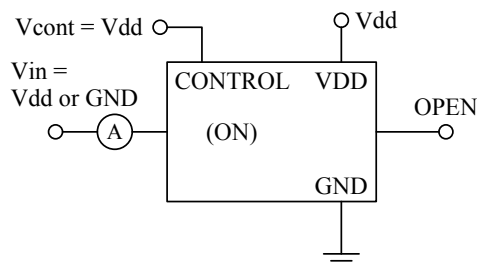 Vcont = Vdd
Vdd
Vin =
Vdd or GND
CONTROL
VDD
A
(ON)
OPEN
GND